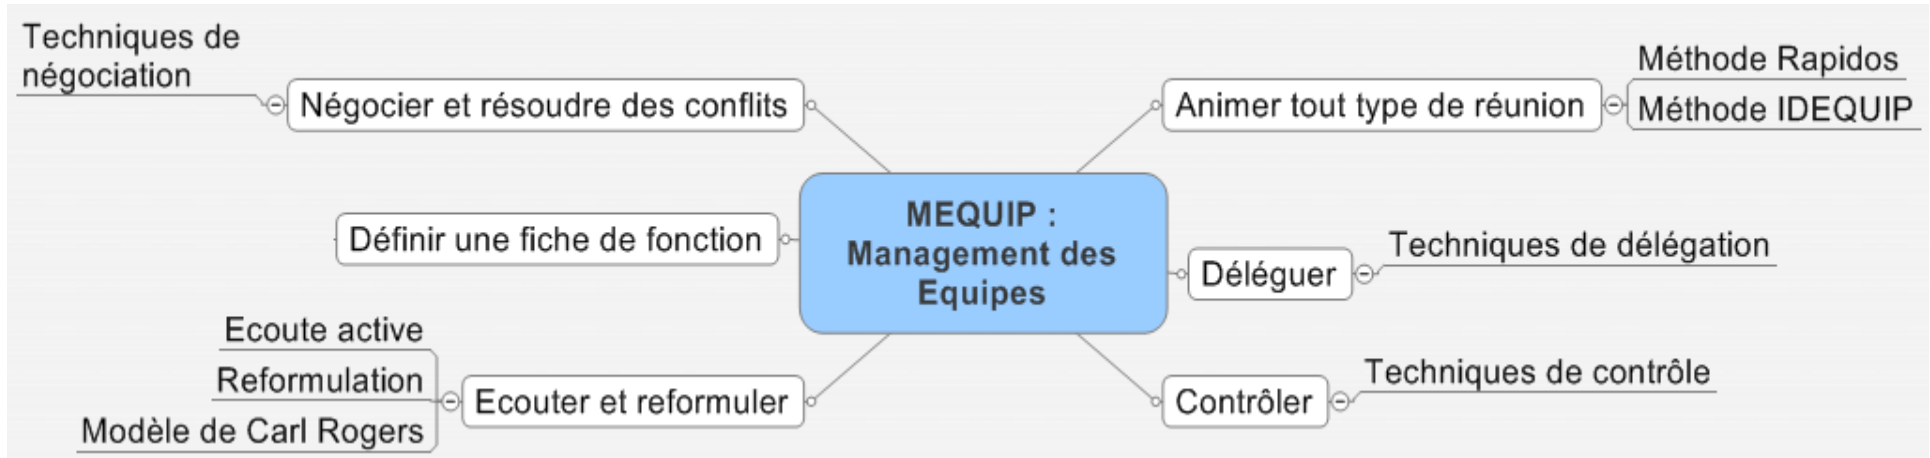 Techniques de
négociation
Négocier et résoudre des conflits
Définir une fiche de fonction
Ecoute active
Reformulation
Modèle de Carl Rogers
Ecouter et reformuler
MEQUIP :
Management des
Equipes
Animer tout type de réunion
Méthode Rapidos
Méthode IDEQUIP
Déléguer
Techniques de délégation
Contrôler
Techniques de contrôle